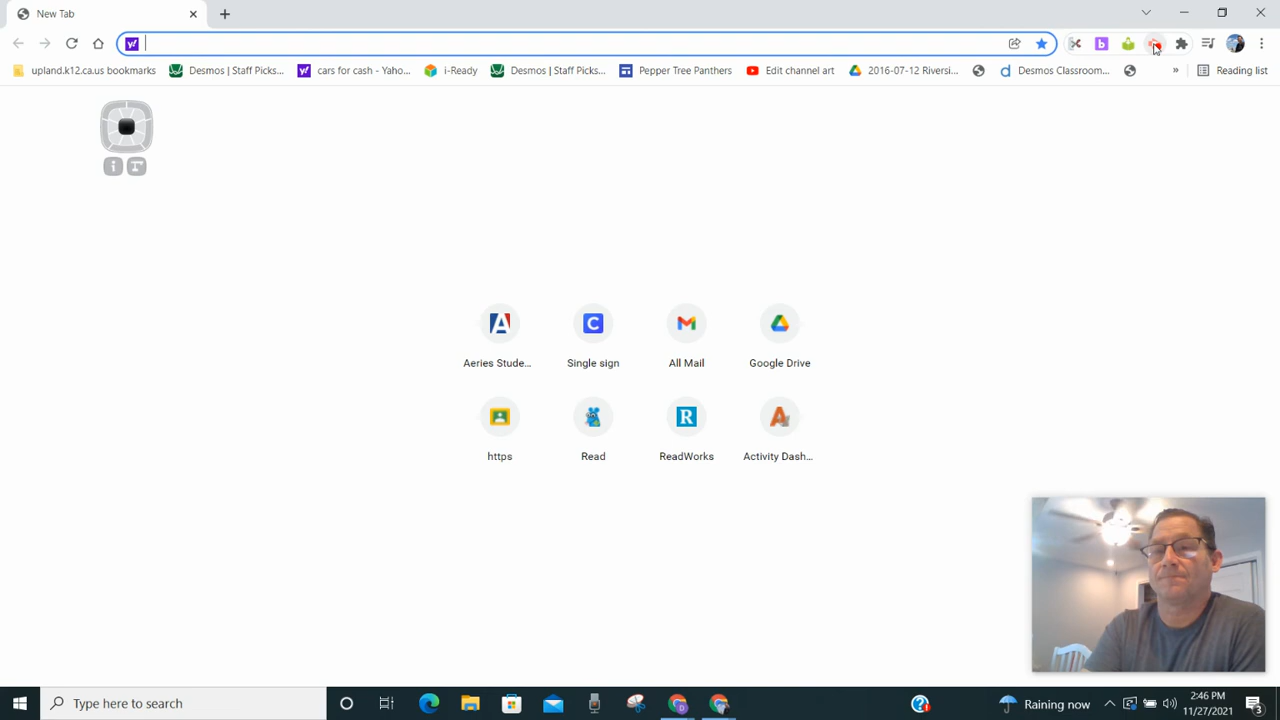 New Tab
upland.k12.ca.us bookmarks
Desmos | Staff Picks...
cars for cash - Yaho...
i-Ready
Desmos | Staff Picks...
Pepper Tree Panthers
Edit channel art
2016-07-12 Riversi...
Desmos Classroom...
»
Reading list
Aeries Stude...
Single sign
All Mail
Google Drive
https
Read
ReadWorks
Activity Dash...
Type here to search
Raining now
2:46 PM
11/27/2021
3